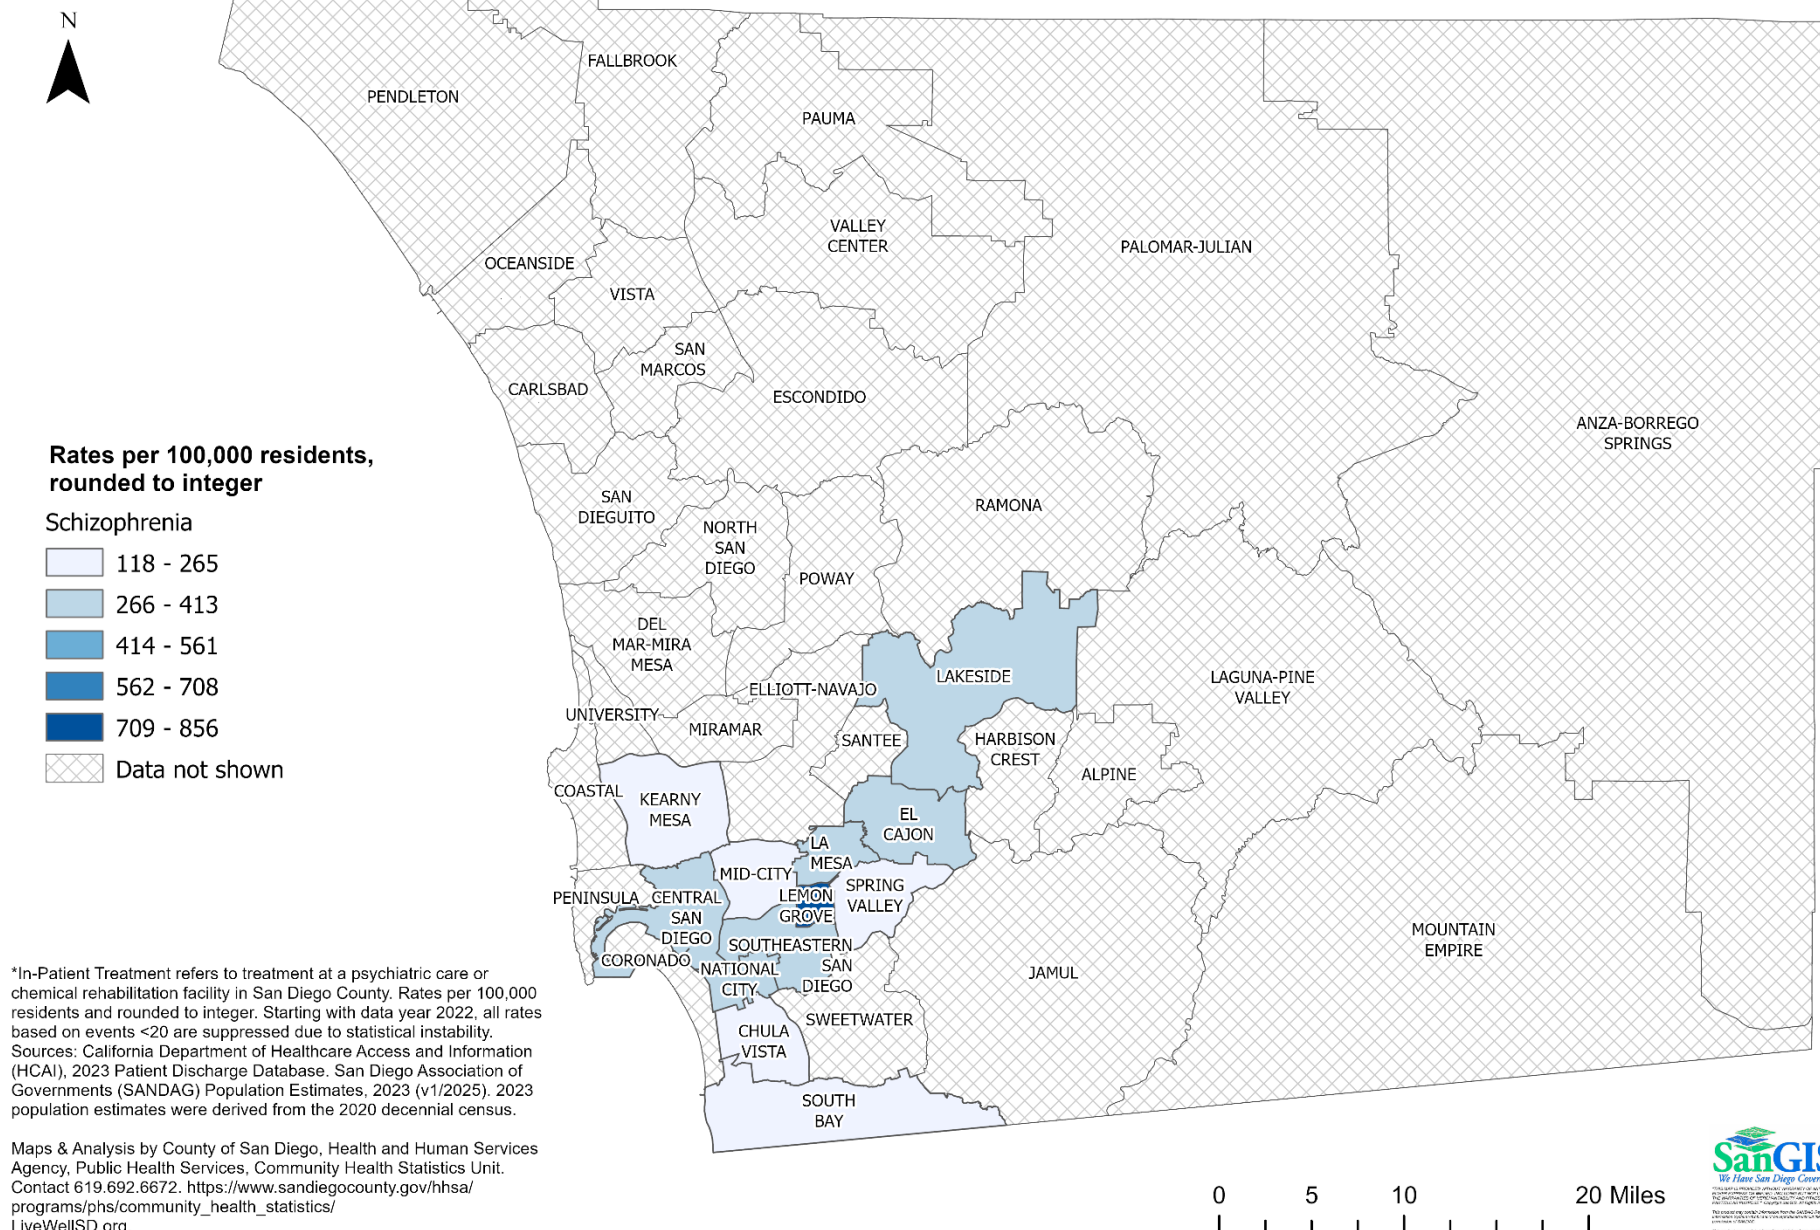 N
PENDLETON
FALLBROOK
PAUMA
VALLEY
CENTER
PALOMAR-JULIAN
OCEANSIDE
VISTA
SAN
MARCOS
CARLSBAD
ESCONDIDO
ANZA-BORREGO
SPRINGS
Rates per 100,000 residents,
rounded to integer
Schizophrenia
118 - 265
266 - 413
414 - 561
562 - 708
709 - 856
Data not shown
SAN
DIEGUITO
NORTH
SAN
DIEGO
POWAY
RAMONA
DEL
MAR-MIRA
MESA
ELLIOTT-NAVAJO
LAKESIDE
LAGUNA-PINE
VALLEY
UNIVERSITY
MIRAMAR
SANTEE
HARBISON
CREST
ALPINE
COASTAL
KEARNY
MESA
EL
CAJON
LA
MESA
MID-CITY
PENINSULA
CENTRAL
SAN
DIEGO
LEMON
GROVE
SPRING
VALLEY
CORONADO
SOUTHEASTERN
SAN
DIEGO
NATIONAL
CITY
JAMUL
MOUNTAIN
EMPIRE
SWEETWATER
CHULA
VISTA
SOUTH
BAY
*In-Patient Treatment refers to treatment at a psychiatric care or
chemical rehabilitation facility in San Diego County. Rates per 100,000
residents and rounded to integer. Starting with data year 2022, all rates
based on events <20 are suppressed due to statistical instability.
Sources: California Department of Healthcare Access and Information
(HCAI), 2023 Patient Discharge Database. San Diego Association of
Governments (SANDAG) Population Estimates, 2023 (v1/2025). 2023
population estimates were derived from the 2020 decennial census.
Maps & Analysis by County of San Diego, Health and Human Services
Agency, Public Health Services, Community Health Statistics Unit.
Contact 619.692.6672. https://www.sandiegocounty.gov/hhsa/
programs/phs/community_health_statistics/
LiveWellSD.org
0 5 10 20 Miles
SanGIS
We Have San Diego Cover